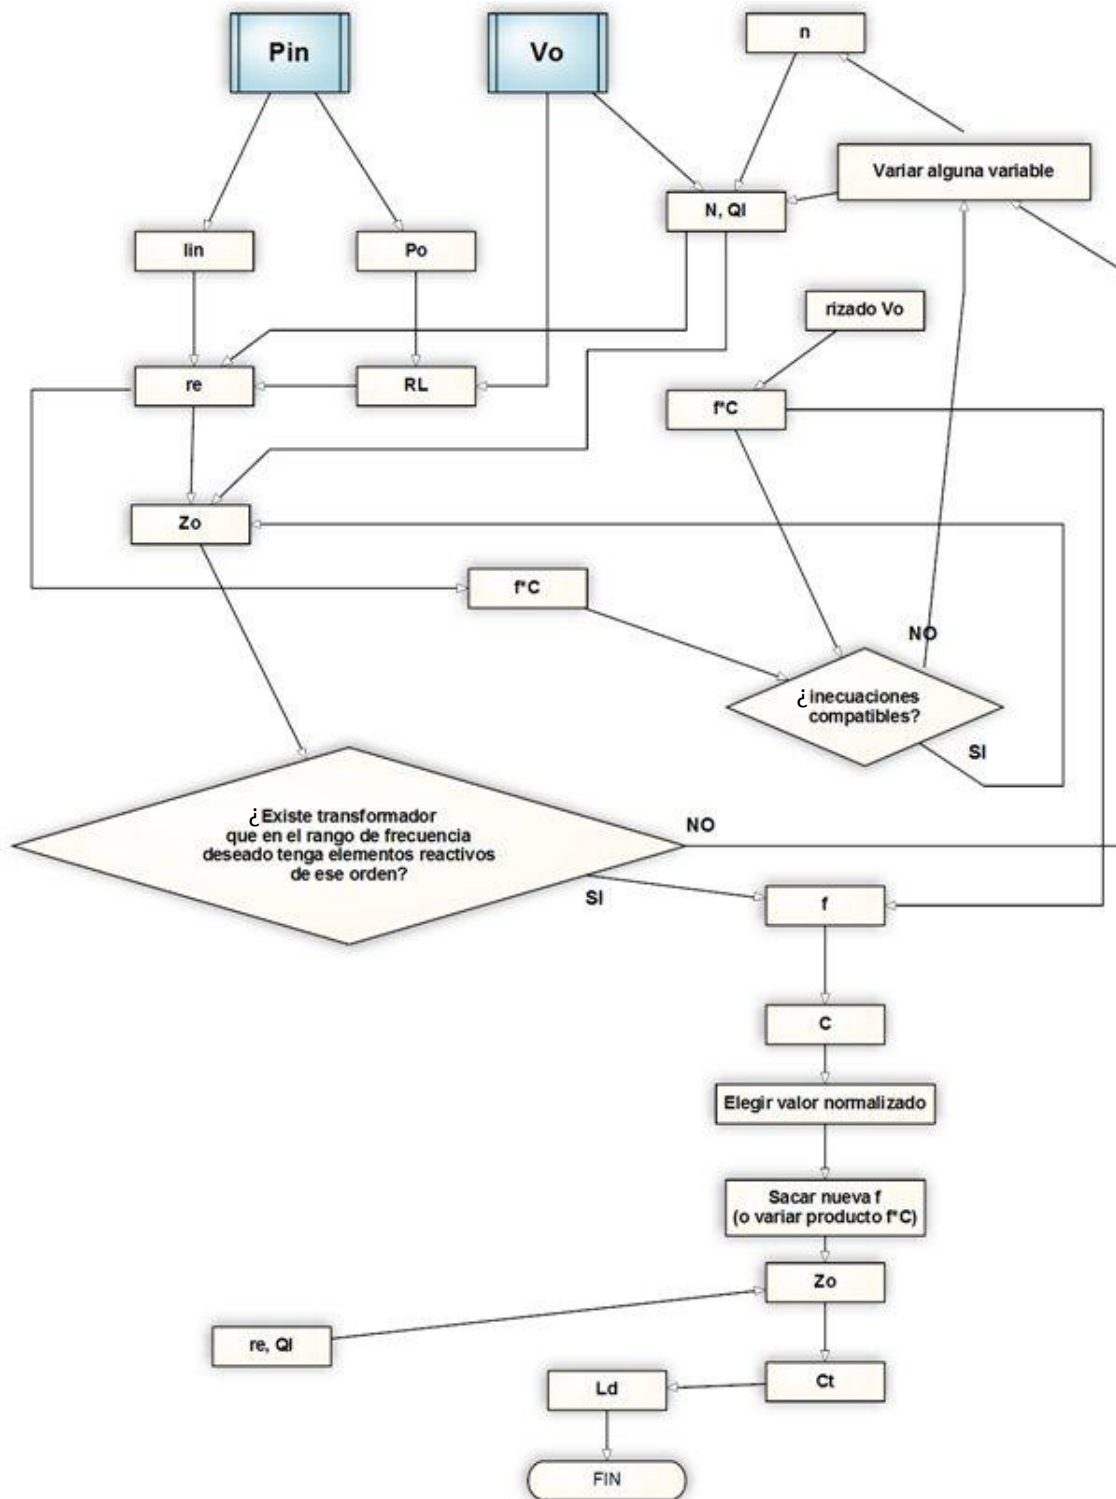 Pin
Vo
n
Variar alguna variable
N, Ql
Iin
Po
rizado Vo
re
RL
f*C
Zo
f*C
NO
¿inecuaciones
compatibles?
SI
¿Existe transformador
que en el rango de frecuencia
deseado tenga elementos reactivos
de ese orden?
NO
SI
f
C
Elegir valor normalizado
Sacar nueva f
(o variar producto f*C)
Zo
re, Ql
Ct
Ld
FIN